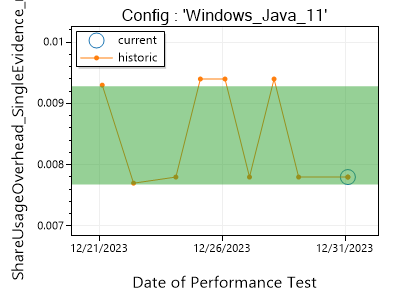 Config : 'Windows_Java_11'
ShareUsageOverhead_SingleEvidence_
current
historic
0.01
0.009
0.008
0.007
12/21/2023
12/26/2023
12/31/2023
Date of Performance Test